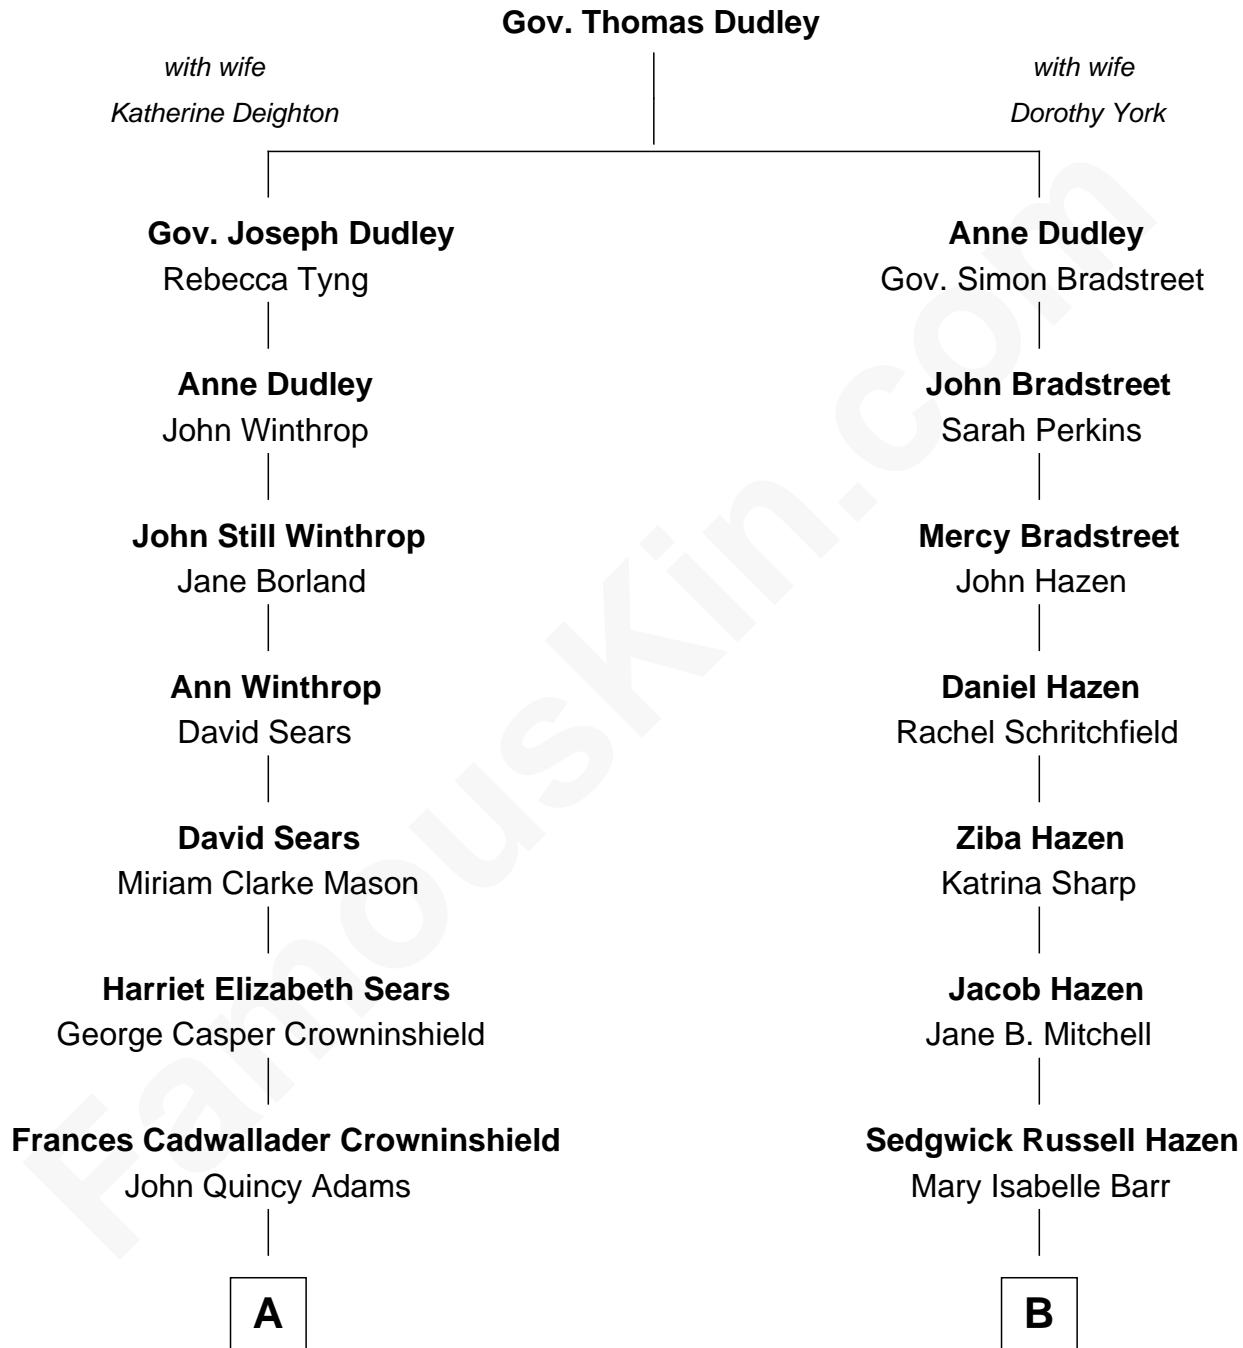 Gov. Thomas Dudley
with wife
Katherine Deighton
with wife
Dorothy York
Gov. Joseph Dudley
Rebecca Tyng
Anne Dudley
Gov. Simon Bradstreet
Anne Dudley
John Winthrop
John Bradstreet
Sarah Perkins
John Still Winthrop
Jane Borland
Mercy Bradstreet
John Hazen
Ann Winthrop
David Sears
Daniel Hazen
Rachel Schritchfield
David Sears
Miriam Clarke Mason
Ziba Hazen
Katrina Sharp
Harriet Elizabeth Sears
George Casper Crowninshield
Jacob Hazen
Jane B. Mitchell
Frances Cadwallader Crowninshield
John Quincy Adams
Sedgwick Russell Hazen
Mary Isabelle Barr
A
B
FamousKin.com